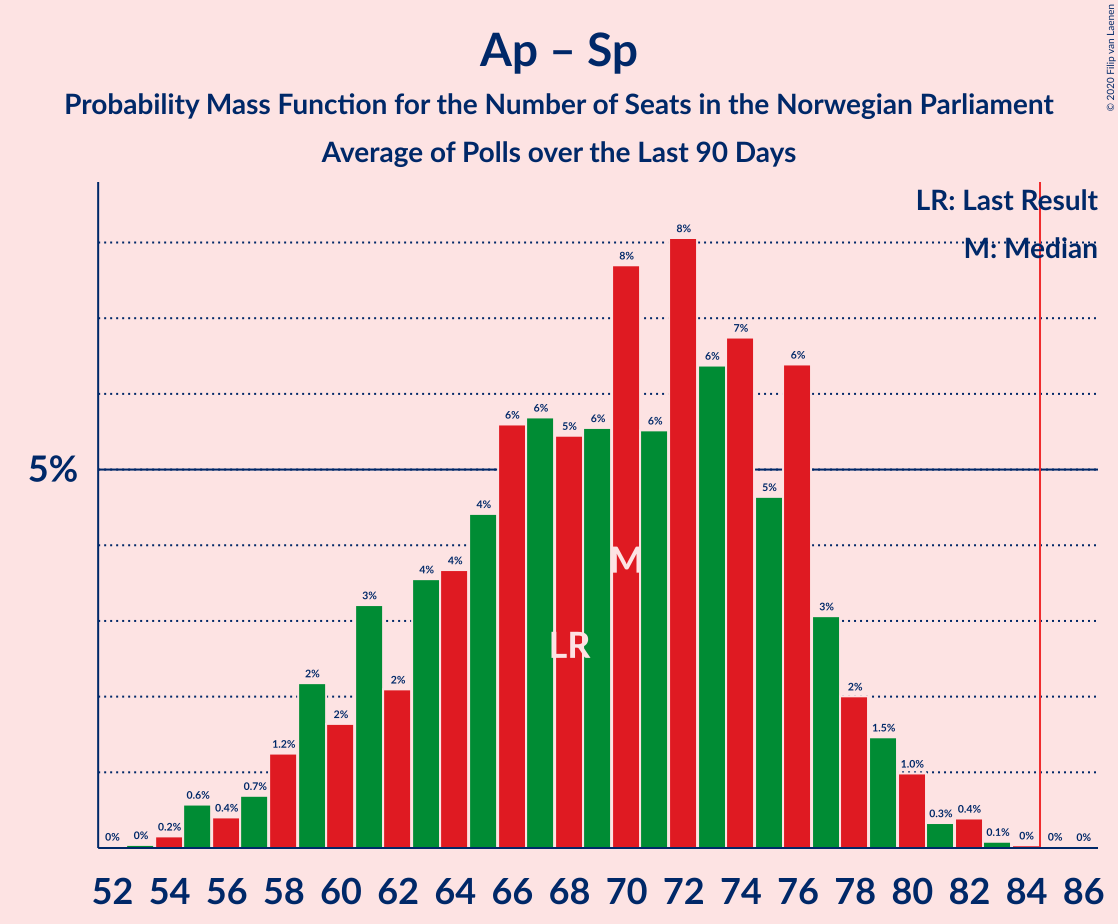 Ap – Sp
Probability Mass Function for the Number of Seats in the Norwegian Parliament
Average of Polls over the Last 90 Days
© 2020 Filip van Laenen
LR: Last Result
M: Median
5%
0% 0% 0.2% 0.6% 0.4% 0.7% 1.2% 2% 2% 3% 2% 4% 4% 4% 6% 6% 5% 6% 8% 6% 8% 6% 7% 5% 6% 3% 2% 1.5% 1.0% 0.3% 0.4% 0.1% 0% 0% 0%
M
LR
52 54 56 58 60 62 64 66 68 70 72 74 76 78 80 82 84 86